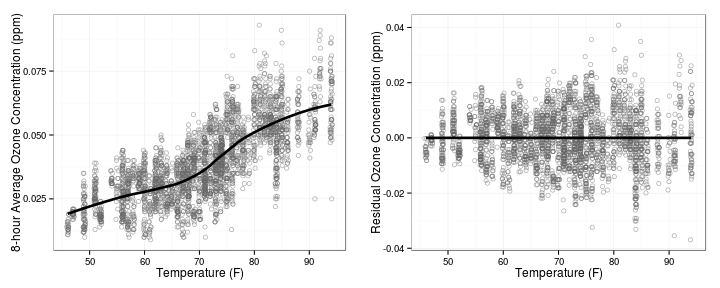 8-hour Average Ozone Concentration (ppm)
0.075
0.050
0.025
50 60 70 80 90
Temperature (F)
Residual Ozone Concentration (ppm)
0.04
0.02
0.00
-0.02
-0.04
50 60 70 80 90
Temperature (F)